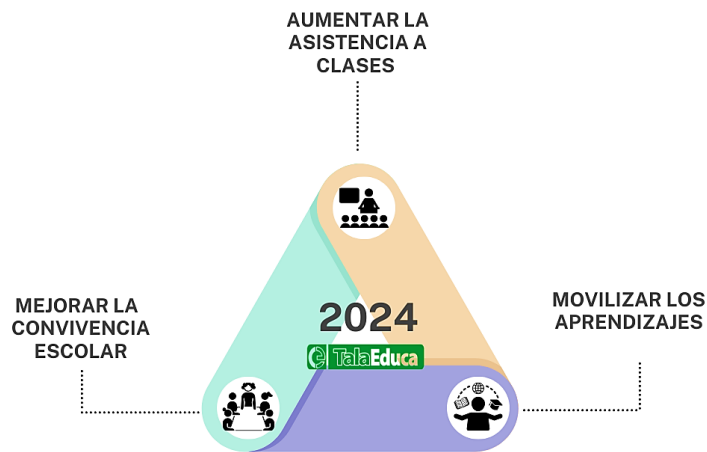 AUMENTAR LA
ASISTENCIA A
CLASES
MEJORAR LA
CONVIVENCIA
ESCOLAR
2024
e TalaEduca
MOVILIZAR LOS
APRENDIZAJES